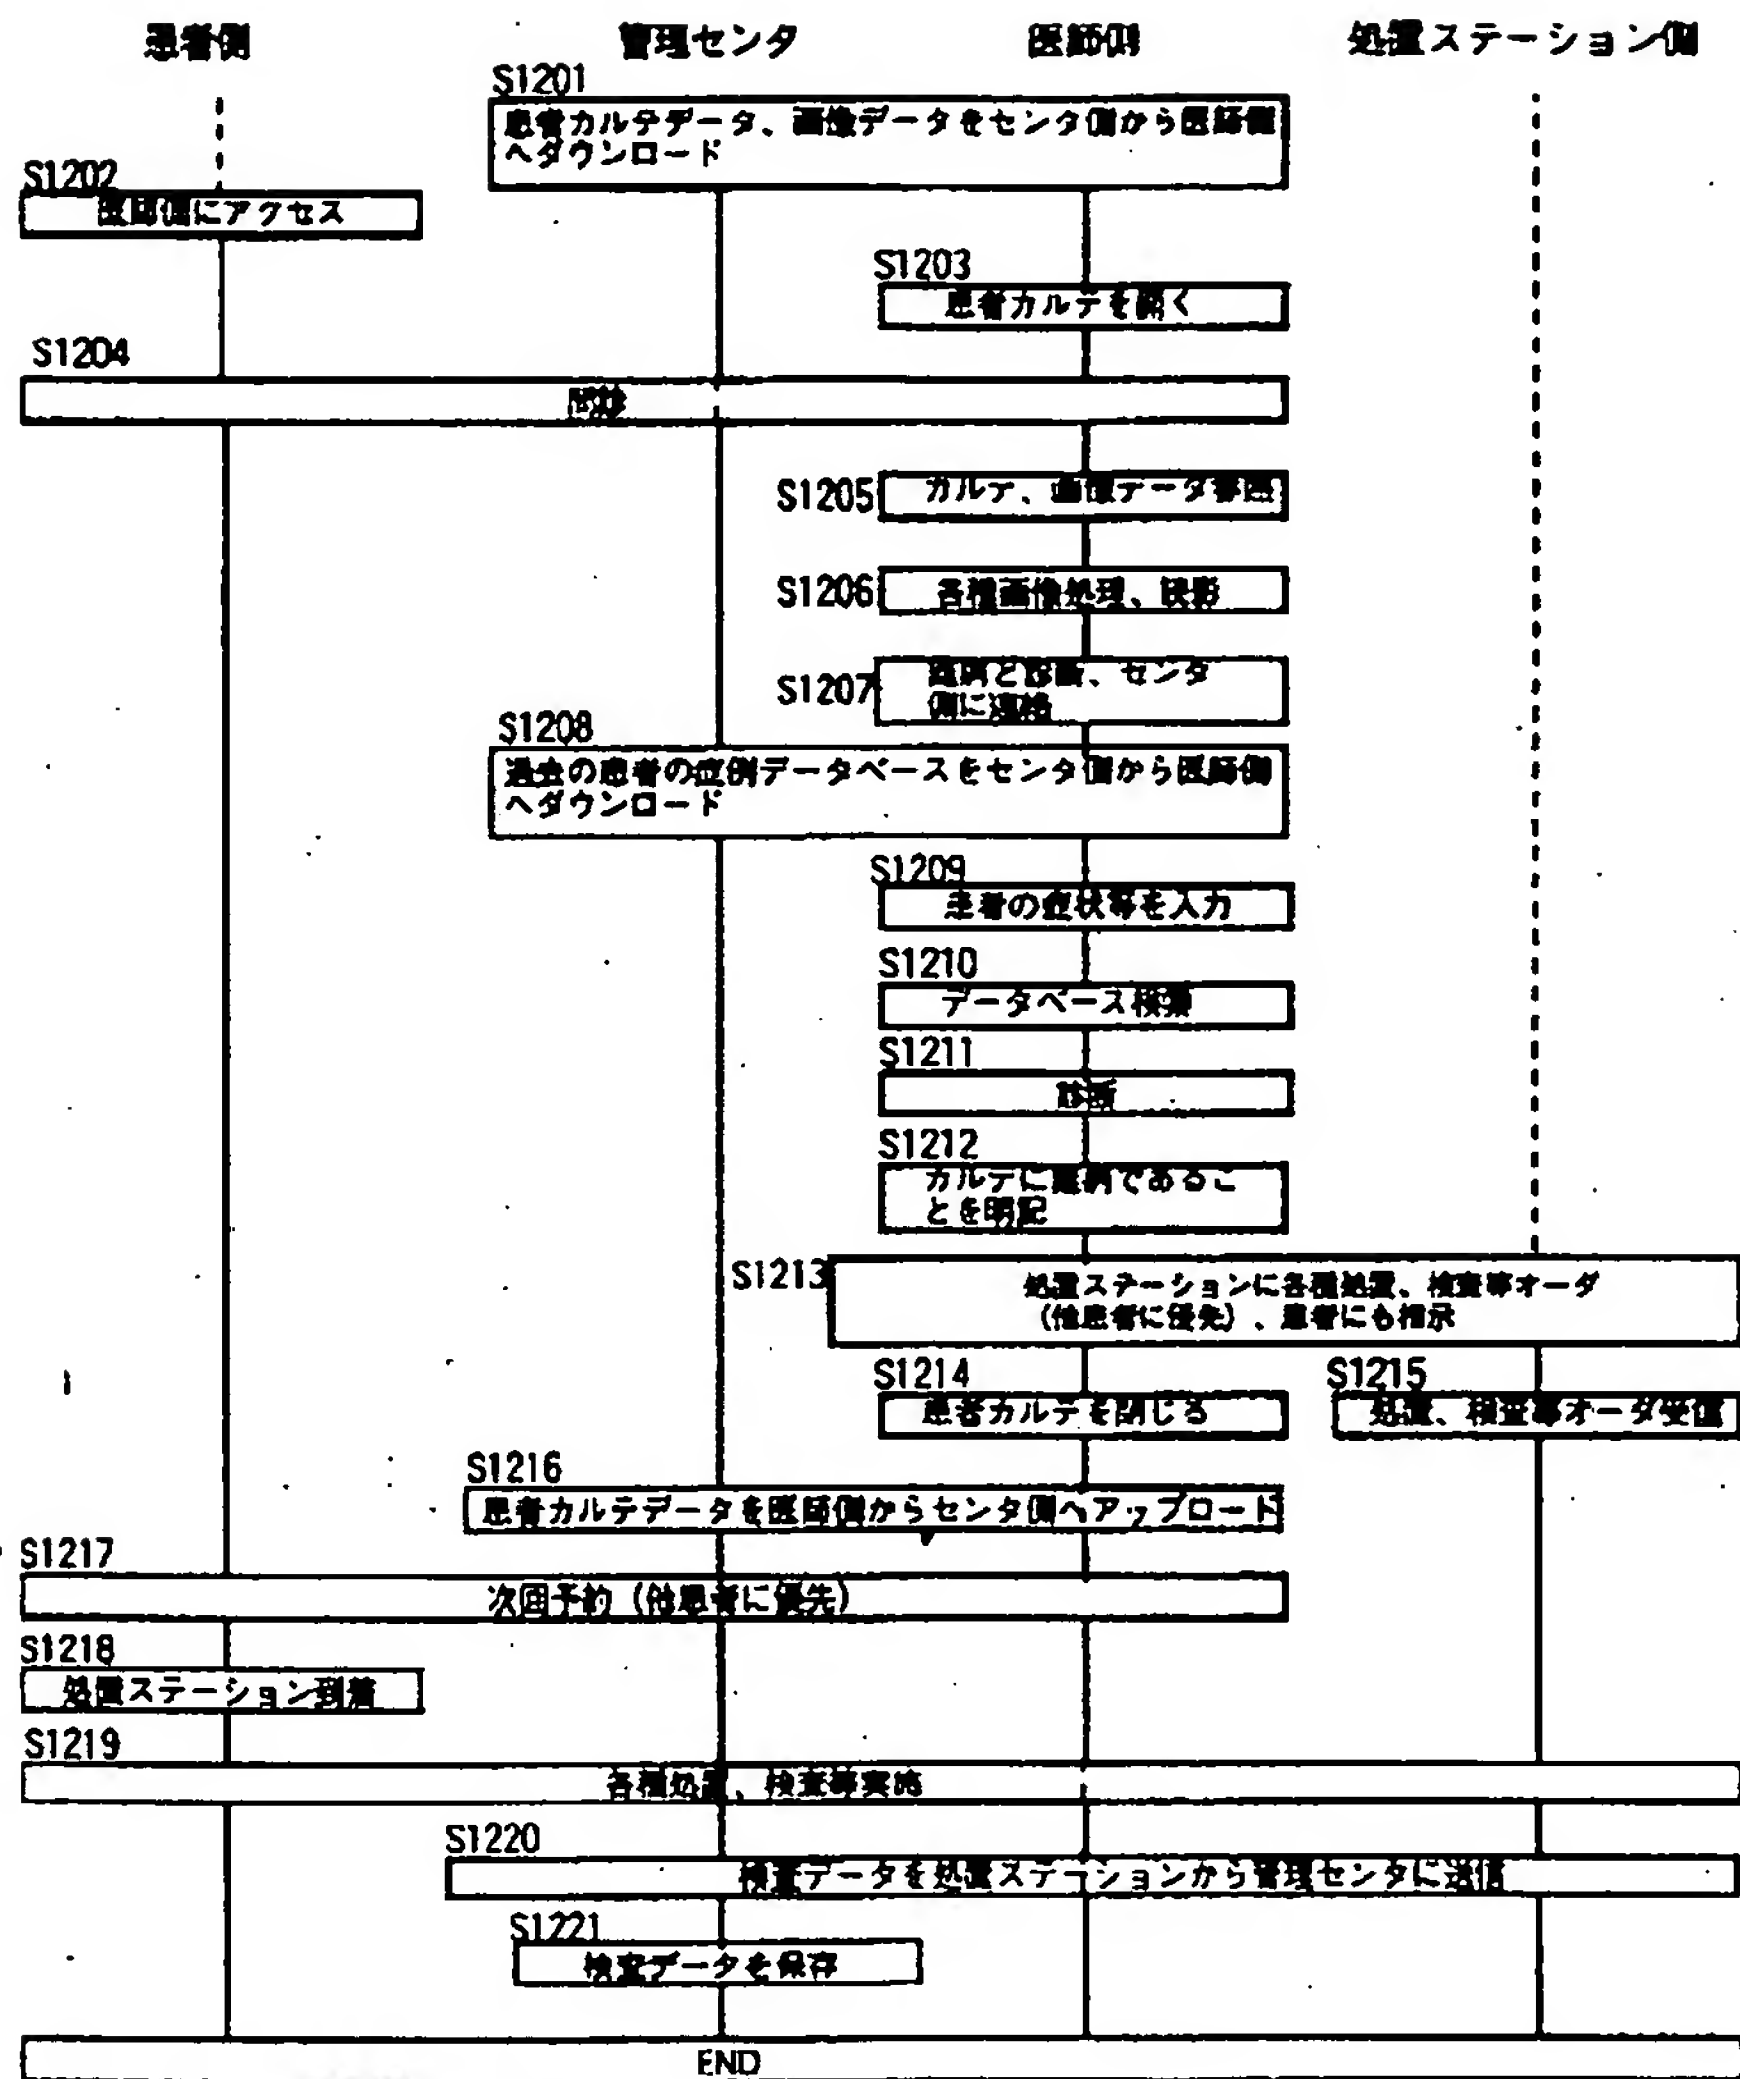 患者側
管理センタ
医師側
処置ステーション側
S1201
患者カルテデータ、画像データをセンタ側から医師側
へダウンロード
S1202
医師側にアクセス
S1203
患者カルテを開く
S1204
問診
S1205
カルテ、画像データ参照
S1206
各種画像処理、読影
S1207
難病と診断、センタ
側に連絡
S1208
過去の患者の症例データベースをセンタ側から医師側
へダウンロード
S1209
患者の症状等を入力
S1210
データベース検索
S1211
診断
S1212
カルテに難病であるこ
とを明記
S1213
処置ステーションに各種処置、検査等オーダ
(他患者に優先)、患者にも指示
S1214
患者カルテを閉じる
S1215
処置、検査等オーダ受信
S1216
患者カルテデータを医師側からセンタ側へアップロード
S1217
次回予約(他患者に優先)
S1218
処置ステーション到着
S1219
各種処置、検査等実施
S1220
検査データを処置ステーションから管理センタに送信
S1221
検査データを保存
END